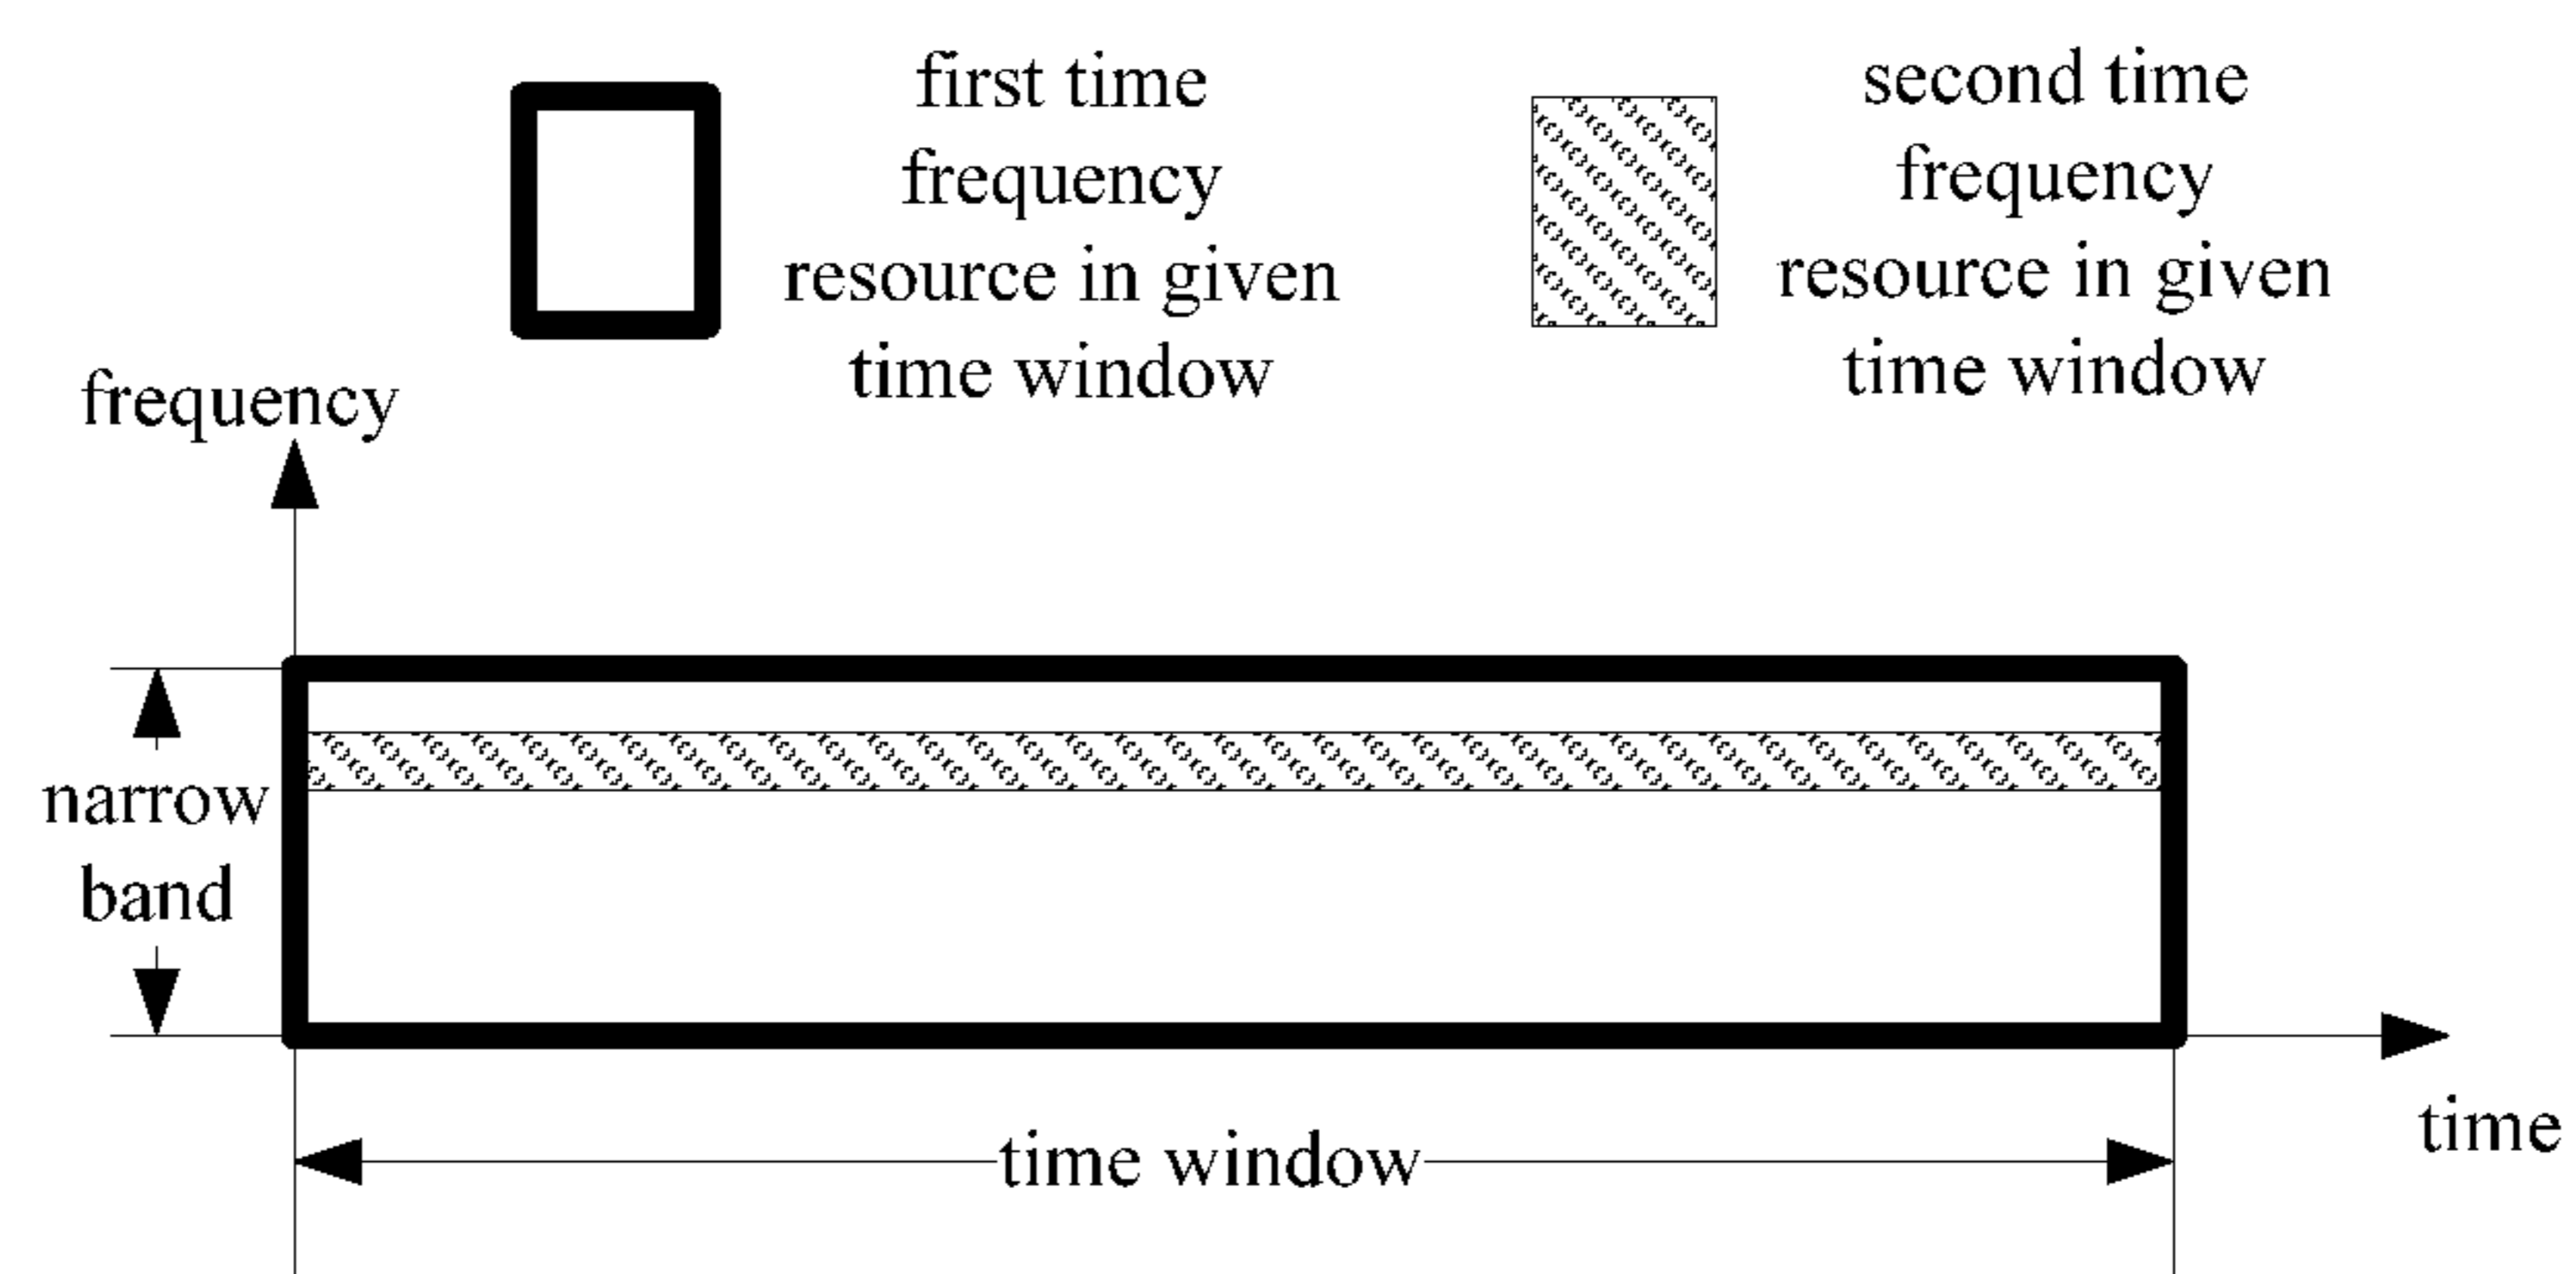 first time
frequency
resource in given
time window
second time
frequency
resource in given
time window
frequency
narrow
band
time
time window